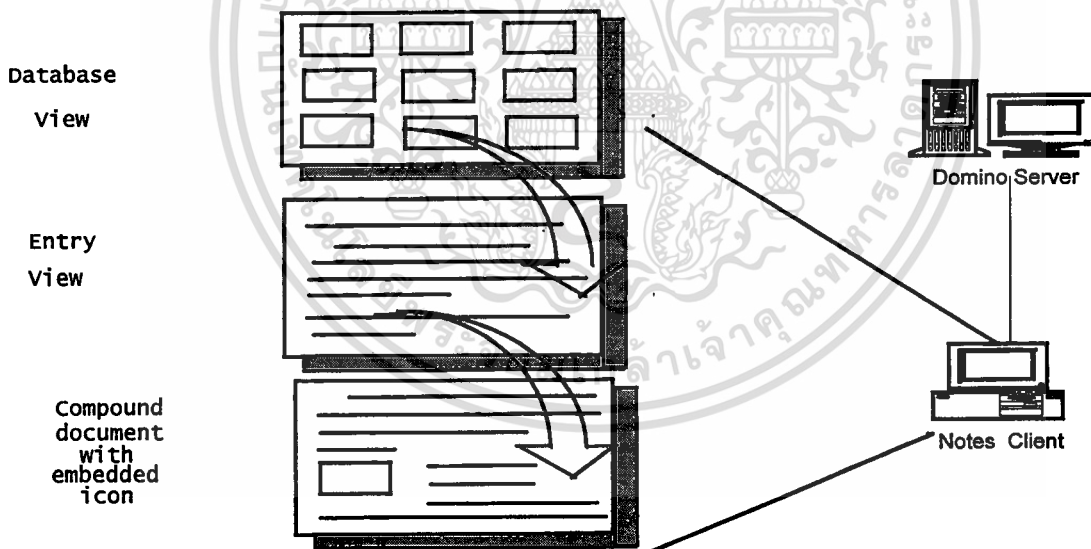 Database
View
Domino Server
Entry
View
Compound
document
with
embedded
icon
Notes Client